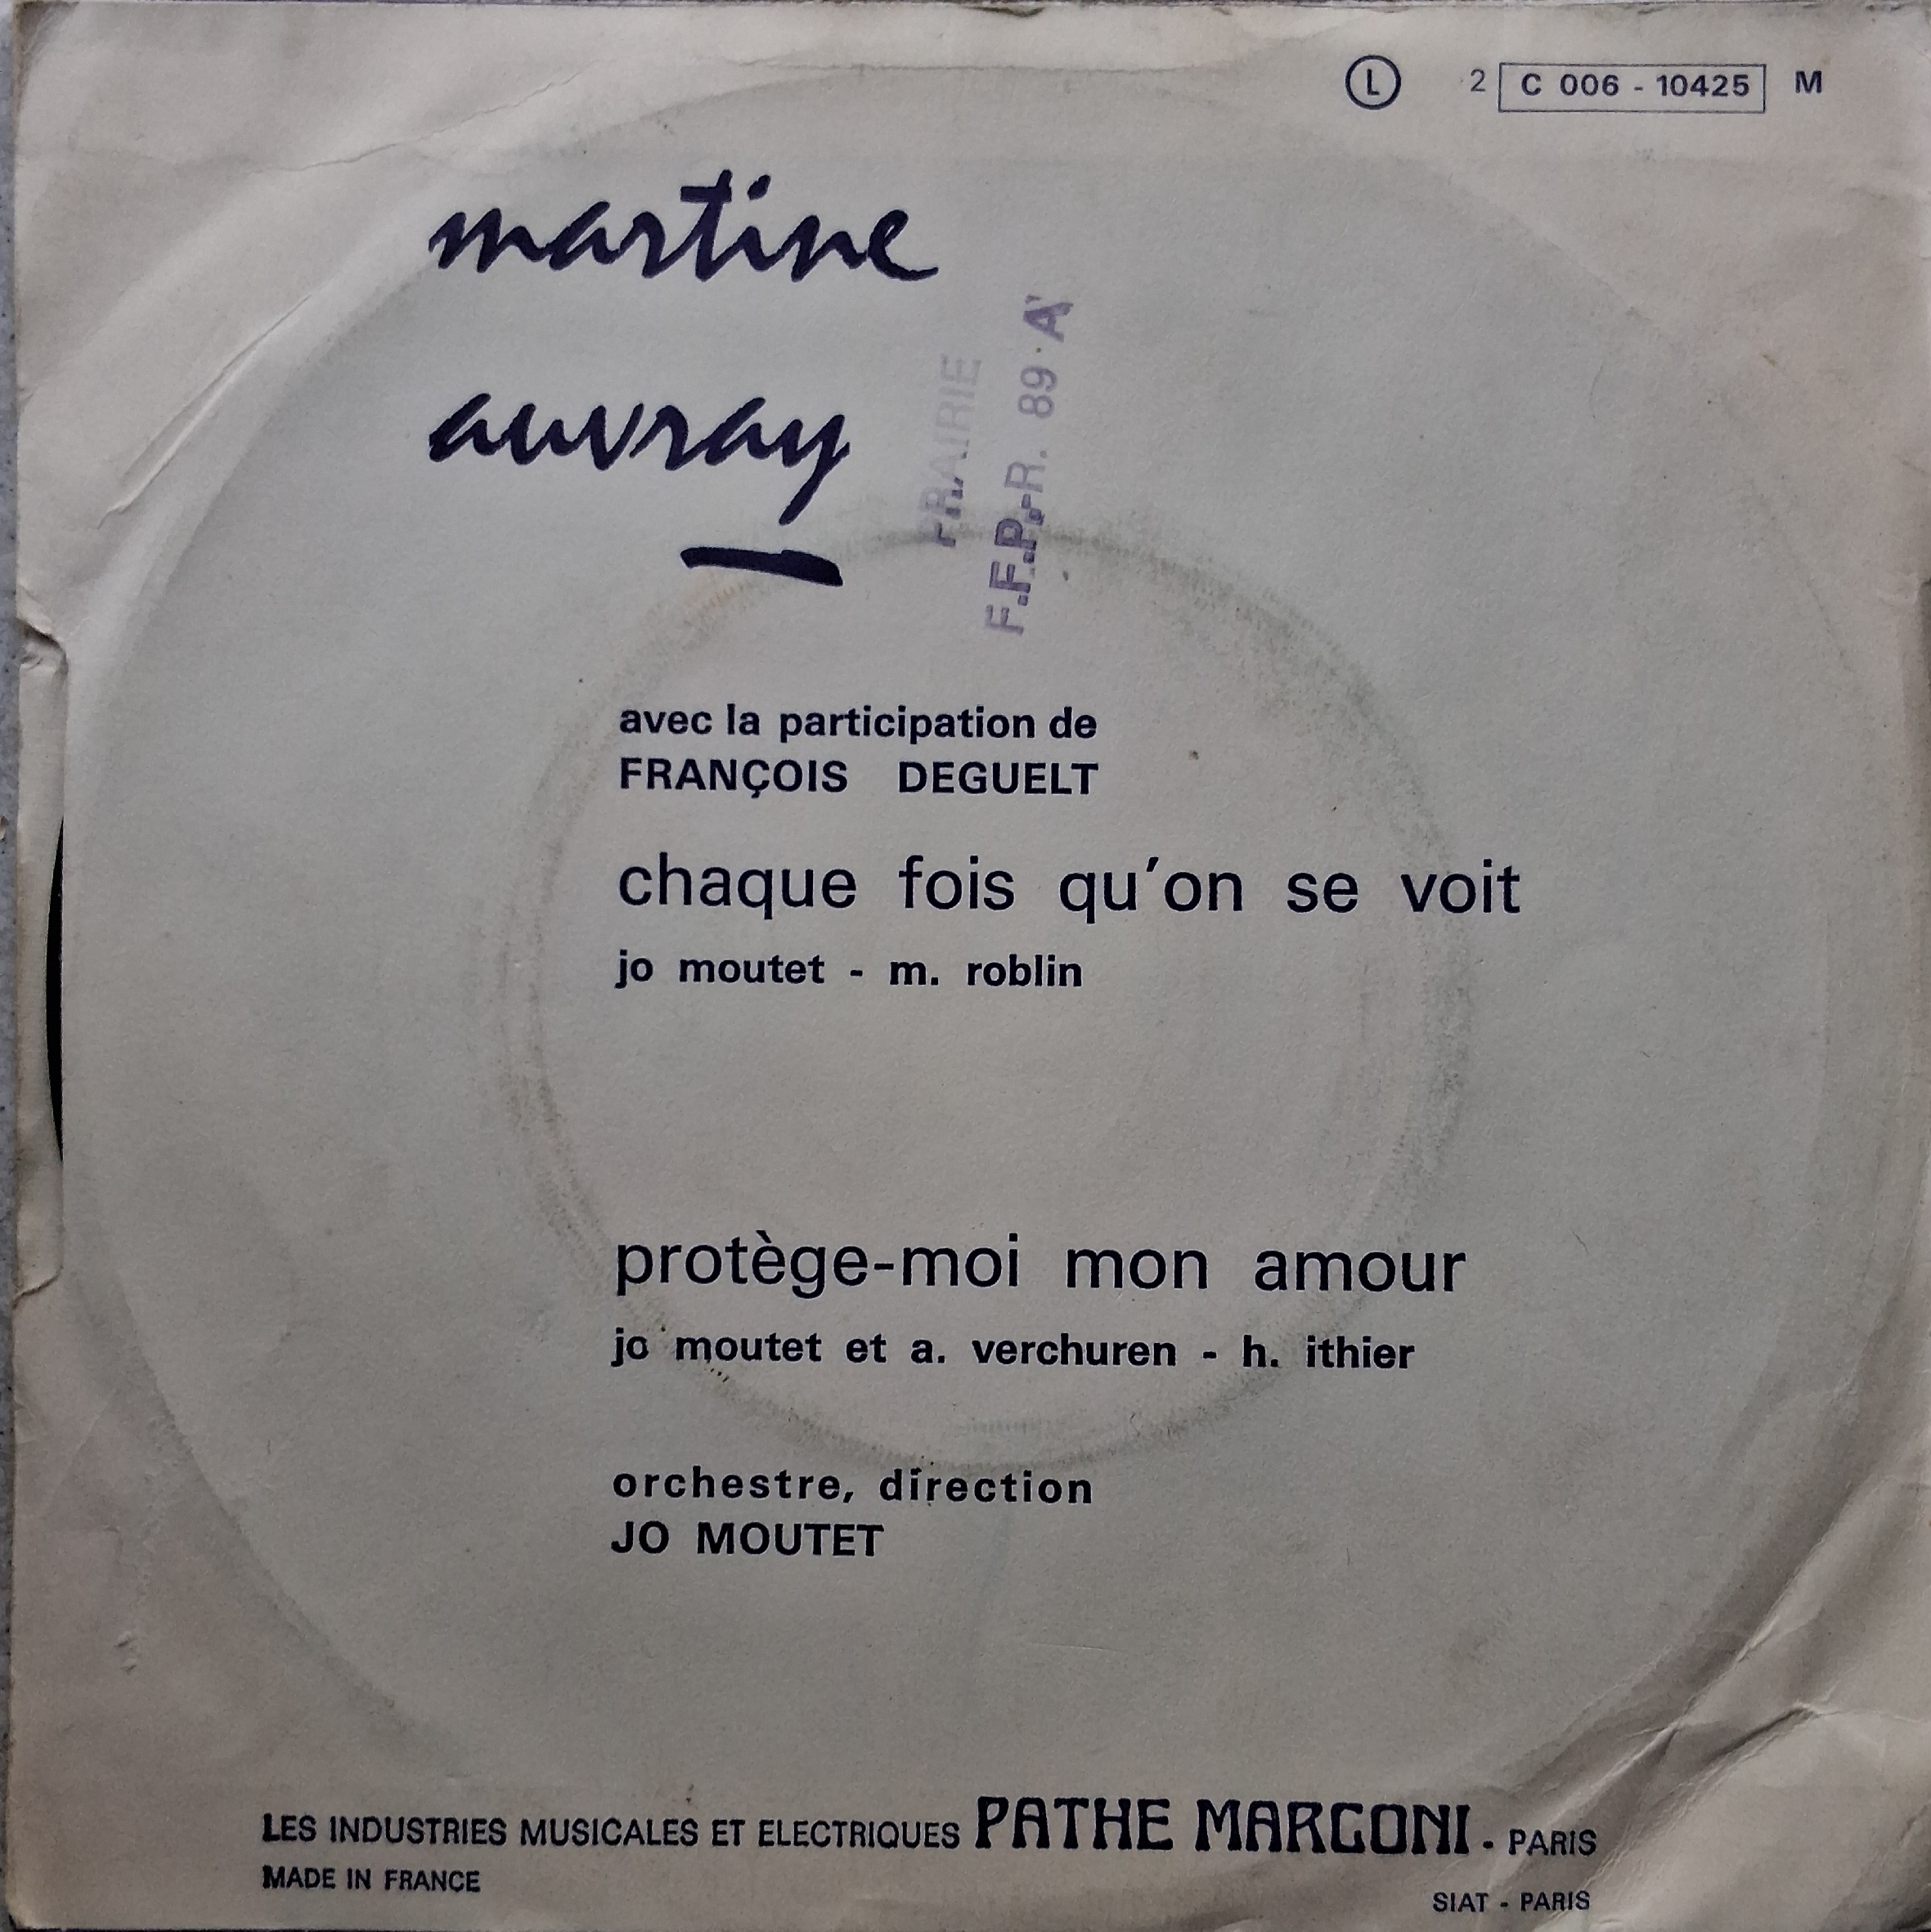 L 2 C 006 - 10425 M
martine
auvray
PRAIRIE
F.F.P.-R. 89 A
avec la participation de
FRANÇOIS DEGUELT
chaque fois qu'on se voit
jo moutet - m. roblin
protège-moi mon amour
jo moutet et a. verchuren - h. ithier
orchestre, direction
JO MOUTET
LES INDUSTRIES MUSICALES ET ELECTRIQUES PATHE MARCONI - PARIS
MADE IN FRANCE
SIAT - PARIS